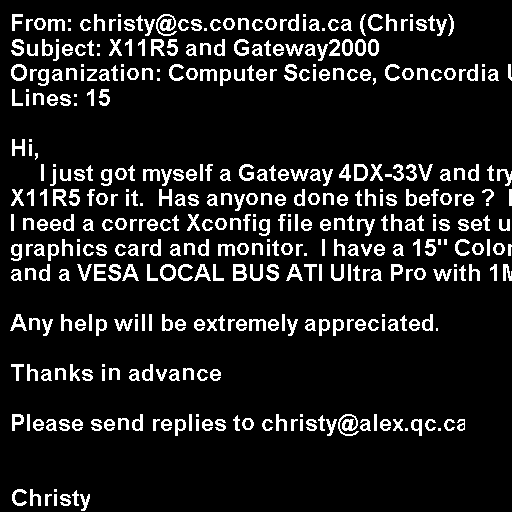 From: christy@cs.concordia.ca (Christy)
Subject: X11R5 and Gateway2000
Organization: Computer Science, Concordia
Lines: 15
Hi,
I just got myself a Gateway 4DX-33V and try
X11R5 for it. Has anyone done this before ?
I need a correct Xconfig file entry that is set
graphics card and monitor. I have a 15" Color
and a VESA LOCAL BUS ATI Ultra Pro with 1M
Any help will be extremely appreciated.
Thanks in advance
Please send replies to christy@alex.qc.ca
Christy